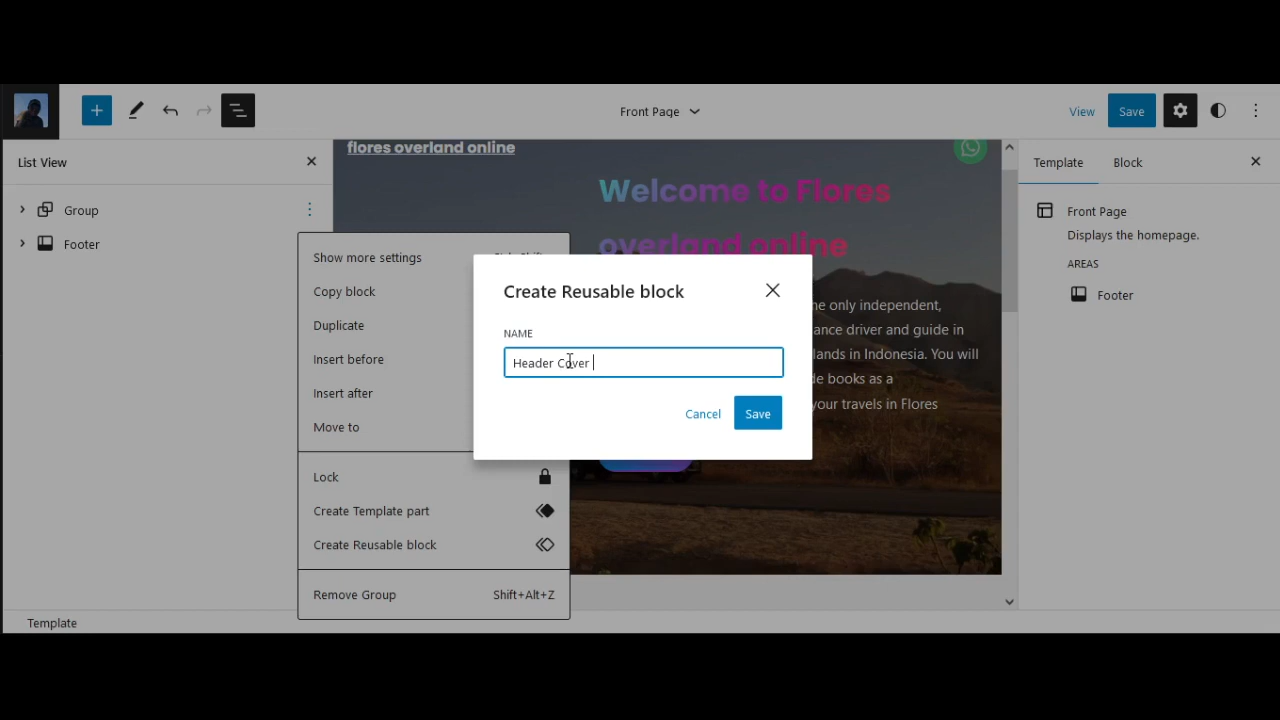 Front Page
View
Save
List View
Group
Footer
flores overland online
Welcome to Flores
overland online
he only independent,
ance driver and guide in
lands in Indonesia. You will
de books as a
your travels in Flores
Show more settings
Copy block
Duplicate
Insert before
Insert after
Move to
Lock
Create Template part
Create Reusable block
Remove Group Shift+Alt+Z
Create Reusable block
NAME
Header Cover
Cancel
Save
Template
Block
Front Page
Displays the homepage.
AREAS
Footer
Template